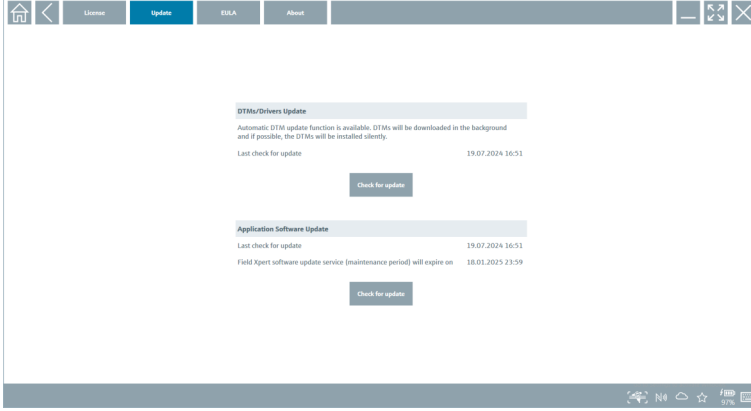 License
Update
EULA
About
DTMs/Drivers Update
Automatic DTM update function is available. DTMs will be downloaded in the background
and if possible, the DTMs will be installed silently.
Last check for update 19.07.2024 16:51
Check for update
Application Software Update
Last check for update 19.07.2024 16:51
Field Xpert software update service (maintenance period) will expire on 18.01.2025 23:59
Check for update
97%